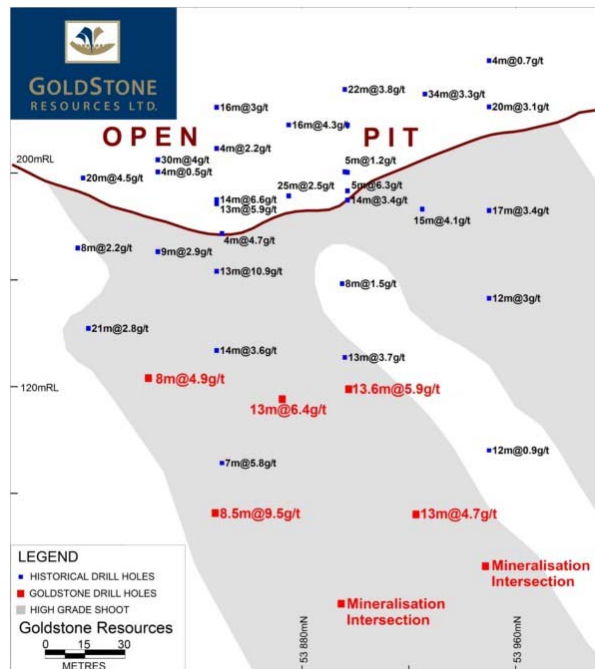 GOLDSTONE
RESOURCES LTD.
4m@0.7g/t
22m@3.8g/t
34m@3.3g/t
16m@3g/t
20m@3.1g/t
16m@4.3g/t
OPEN PIT
4m@2.2g/t
200mRL
30m@4g/t
4m@0.5g/t
5m@1.2g/t
20m@4.5g/t
25m@2.5g/t
5m@6.3g/t
14m@6.6g/t
14m@3.4g/t
13m@5.9g/t
15m@4.1g/t
17m@3.4g/t
4m@4.7g/t
8m@2.2g/t
9m@2.9g/t
13m@10.9g/t
8m@1.5g/t
12m@3g/t
21m@2.8g/t
14m@3.6g/t
13m@3.7g/t
8m@4.9g/t
120mRL
13.6m@5.9g/t
13m@6.4g/t
12m@0.9g/t
7m@5.8g/t
8.5m@9.5g/t
13m@4.7g/t
Mineralisation
Intersection
Mineralisation
Intersection
LEGEND
HISTORICAL DRILL HOLES
GOLDSTONE DRILL HOLES
HIGH GRADE SHOOT
Goldstone Resources
0 15 30
METRES
53 880mN
53 960mN